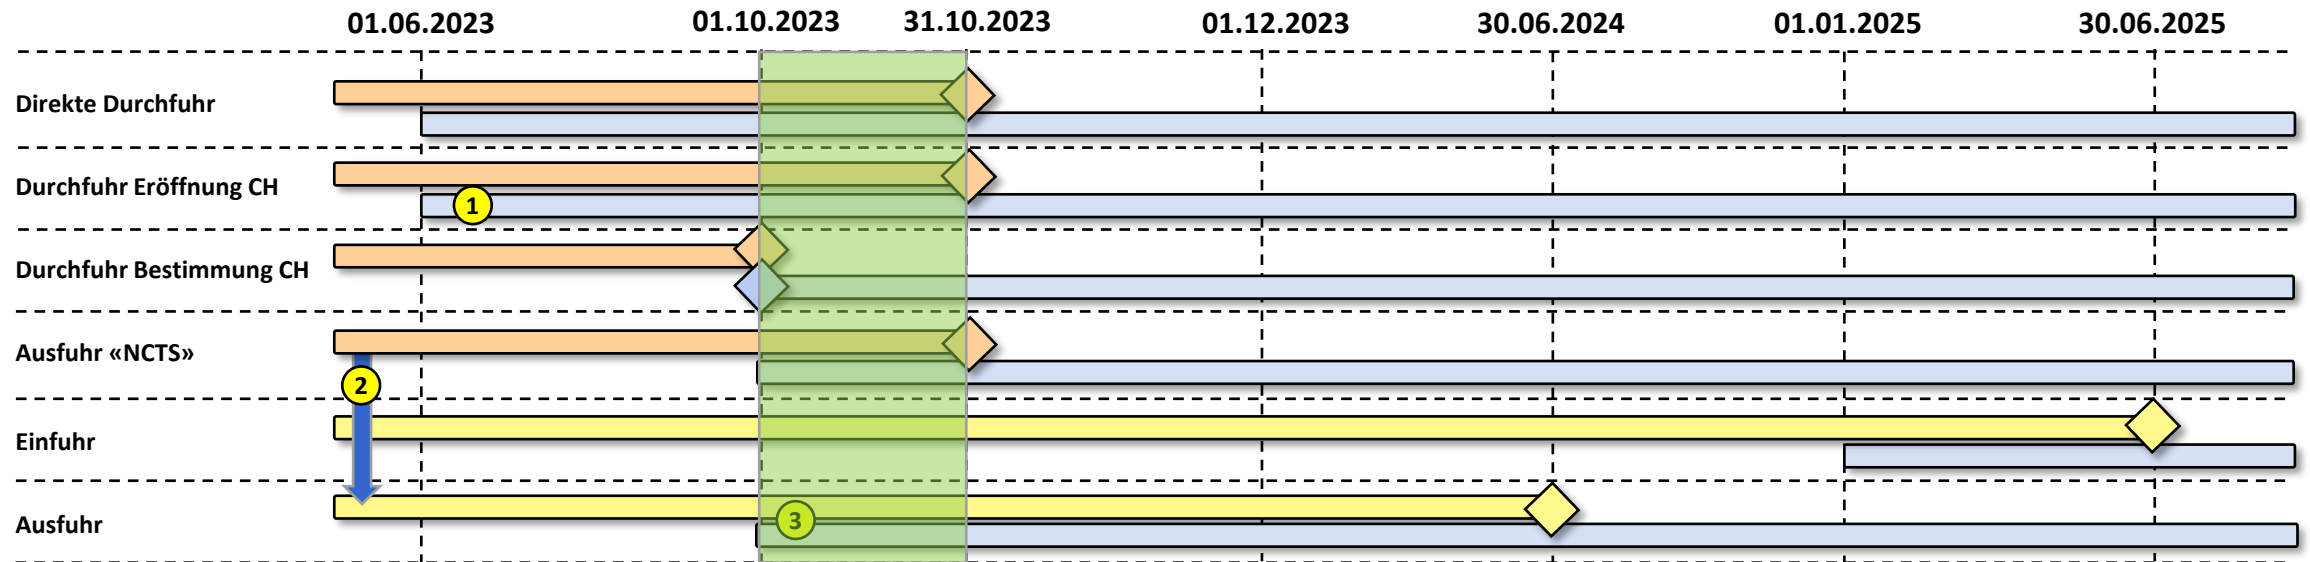 01.06.2023 01.10.2023 31.10.2023 01.12.2023 30.06.2024 01.01.2025 30.06.2025
Direkte Durchfuhr
Durchfuhr Eröffnung CH
1
Durchfuhr Bestimmung CH
Ausfuhr «NCTS»
2
Einfuhr
Ausfuhr
3